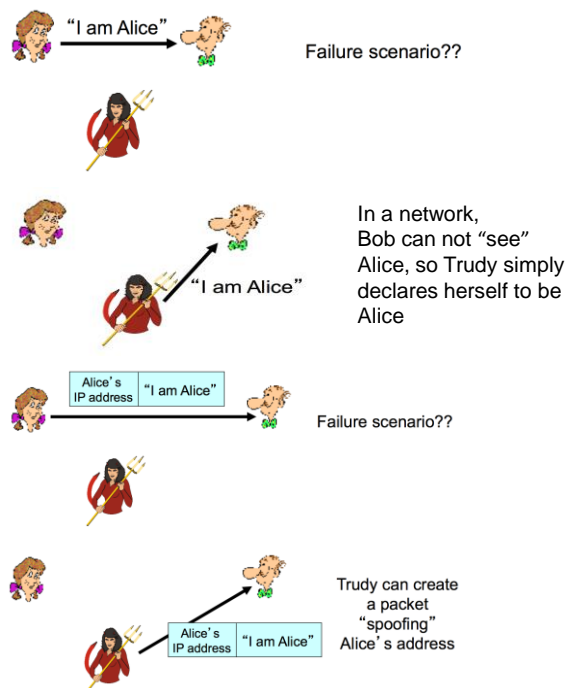 “I am Alice”
Failure scenario??
In a network,
Bob can not “see”
Alice, so Trudy simply
declares herself to be
Alice
“I am Alice”
Alice’s
IP address
“I am Alice”
Failure scenario??
Trudy can create
a packet
“spoofing”
Alice’s address
Alice’s
IP address
“I am Alice”